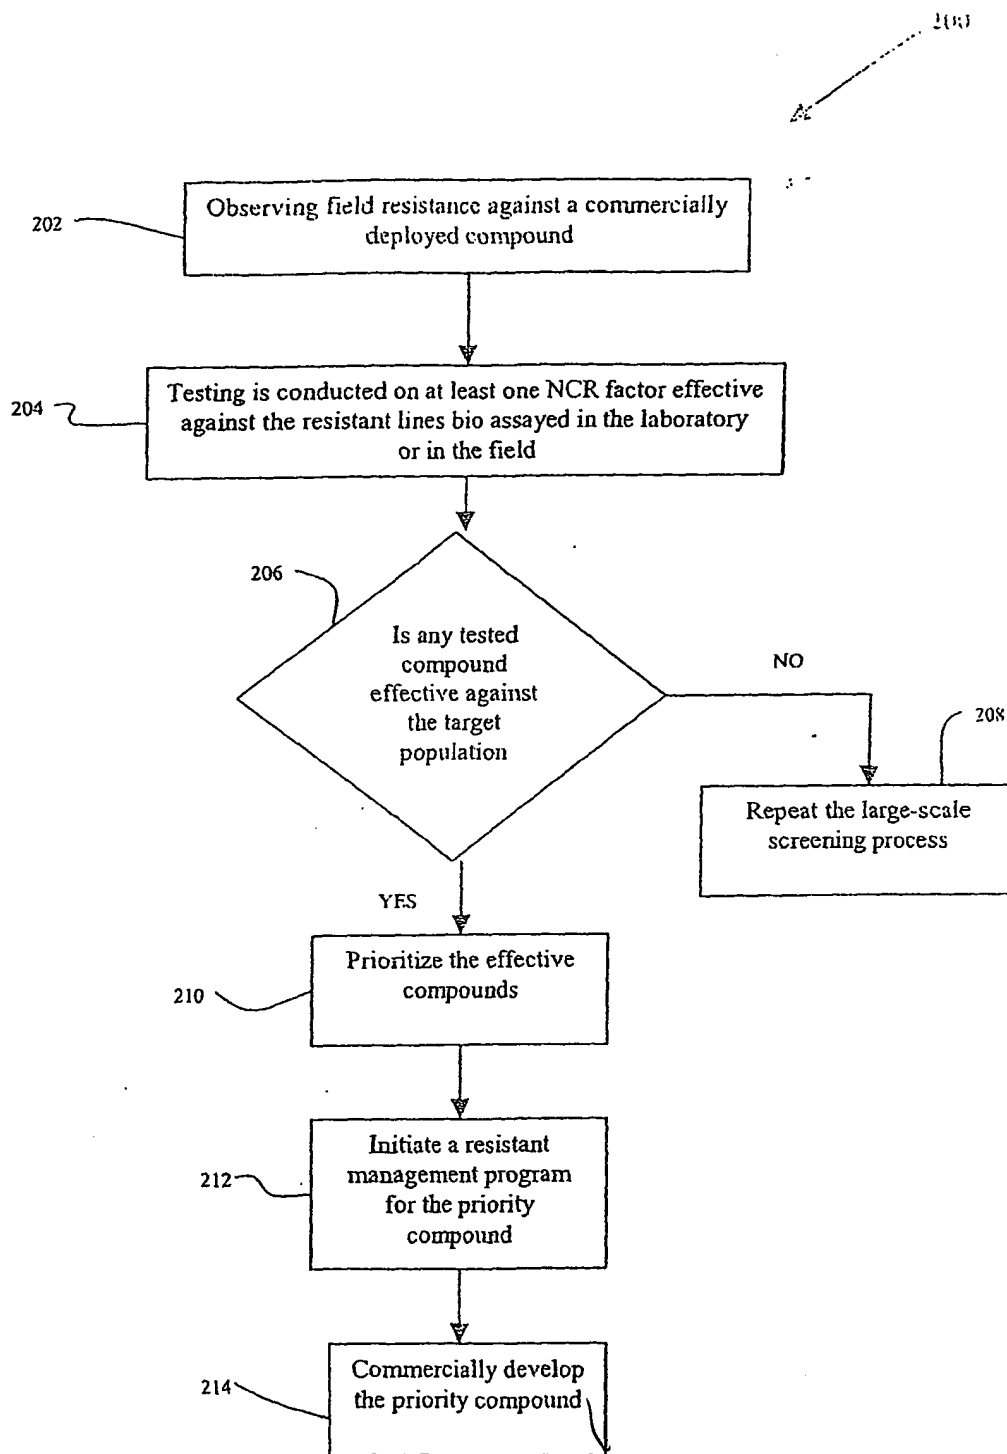 200
202
Observing field resistance against a commercially
deployed compound
204
Testing is conducted on at least one NCR factor effective
against the resistant lines bio assayed in the laboratory
or in the field
206
Is any tested
compound
effective against
the target
population
NO
208
Repeat the large-scale
screening process
YES
210
Prioritize the effective
compounds
212
Initiate a resistant
management program
for the priority
compound
214
Commercially develop
the priority compound